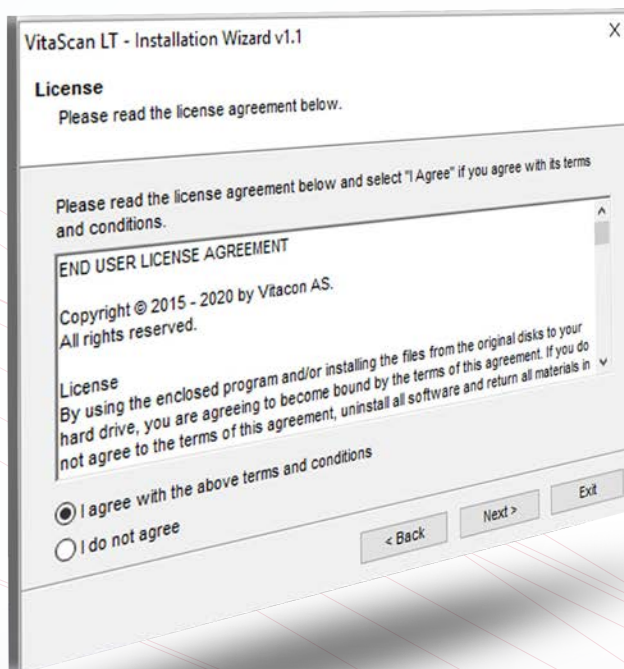 VitaScan LT - Installation Wizard v1.1
X
License
Please read the license agreement below.
Please read the license agreement below and select "I Agree" if you agree with its terms
and conditions.
END USER LICENSE AGREEMENT
Copyright © 2015 - 2020 by Vitacon AS.
All rights reserved.
License
By using the enclosed program and/or installing the files from the original disks to your
hard drive, you are agreeing to become bound by the terms of this agreement. If you do
not agree to the terms of this agreement, uninstall all software and return all materials in
I agree with the above terms and conditions
I do not agree
< Back
Next >
Exit